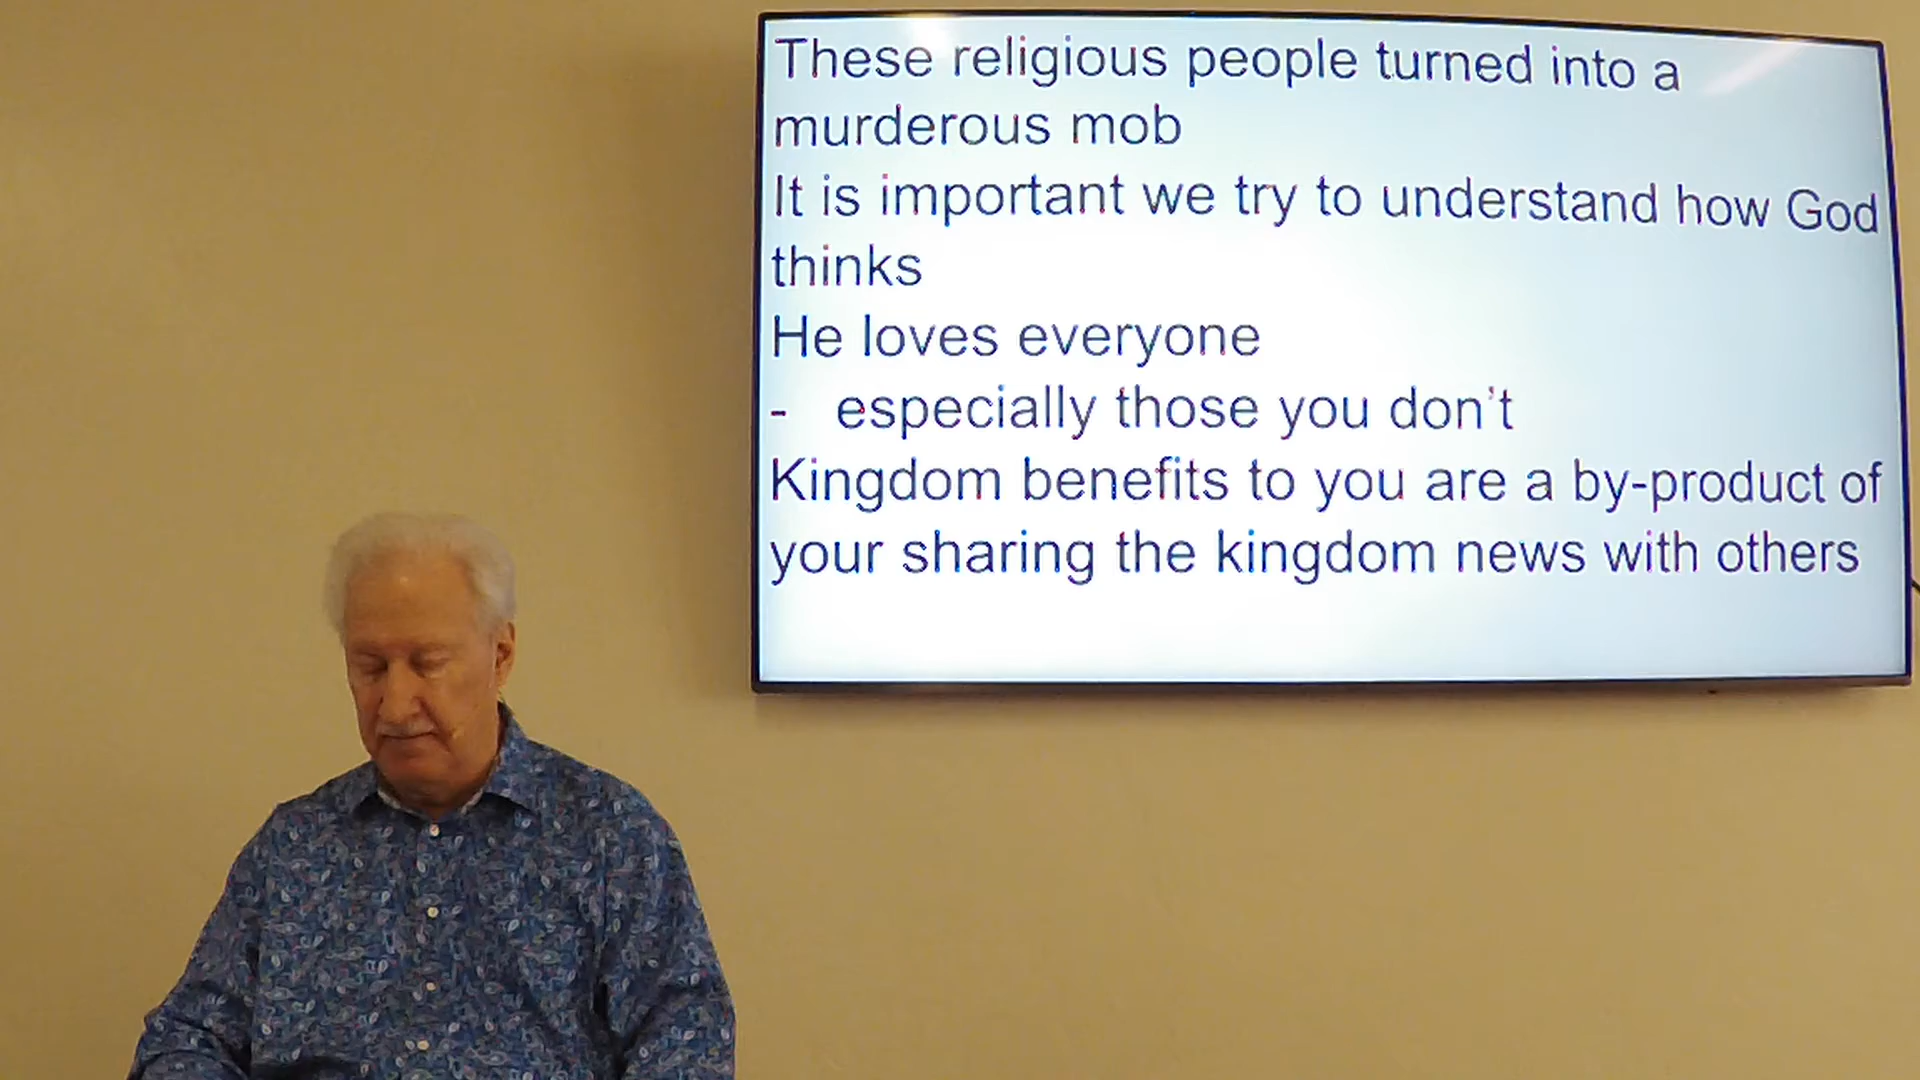 These religious people turned into a
murderous mob
It is important we try to understand how God
thinks
He loves everyone
- especially those you don't
Kingdom benefits to you are a by-product of
your sharing the kingdom news with others